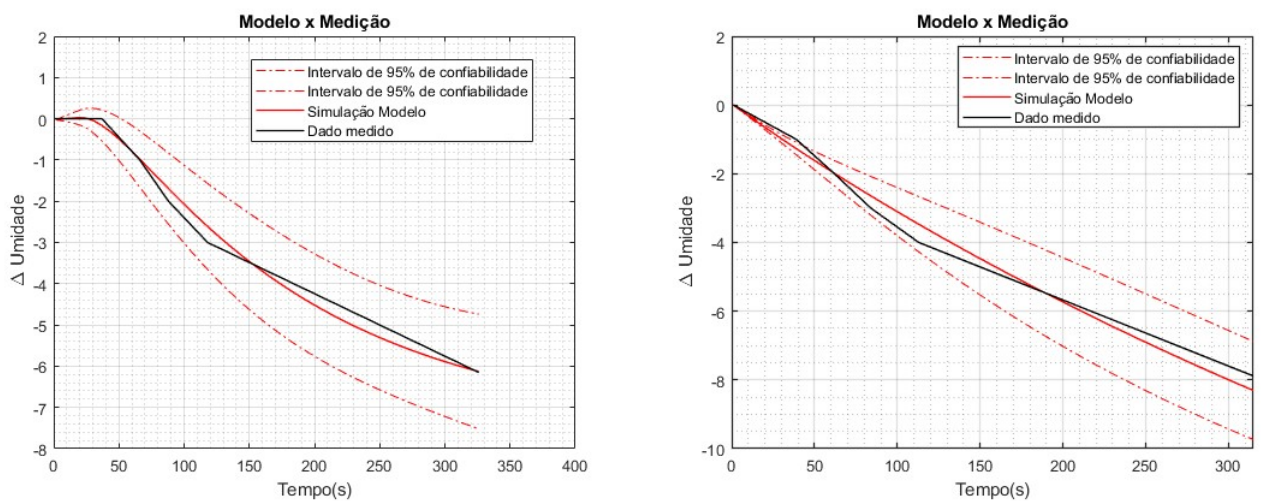 Modelo x Medição
2
1
0
-1
-2
-3
-4
-5
-6
-7
-8
Δ Umidade
Intervalo de 95% de confiabilidade
Intervalo de 95% de confiabilidade
Simulação Modelo
Dado medido
0 50 100 150 200 250 300 350 400
Tempo(s)
Modelo x Medição
2
0
-2
-4
-6
-8
-10
Δ Umidade
Intervalo de 95% de confiabilidade
Intervalo de 95% de confiabilidade
Simulação Modelo
Dado medido
0 50 100 150 200 250 300
Tempo(s)